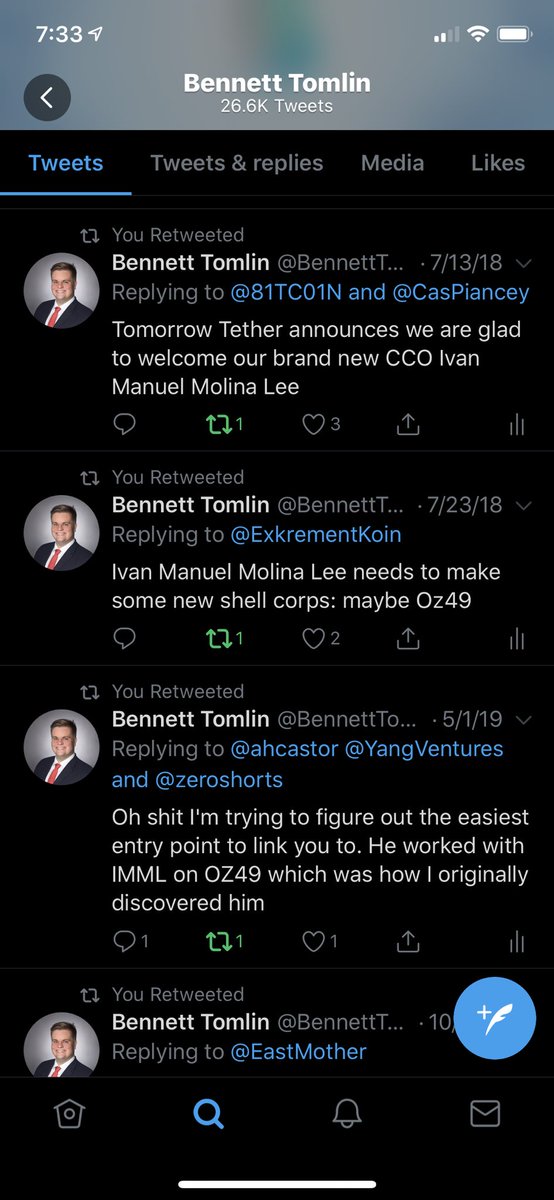 7:33
Bennett Tomlin
26.6K Tweets
Tweets
Tweets & replies
Media
Likes
You Retweeted
Bennett Tomlin @BennettT... · 7/13/18
Replying to @81TC01N and @CasPiancey
Tomorrow Tether announces we are glad
to welcome our brand new CCO Ivan
Manuel Molina Lee
1
3
You Retweeted
Bennett Tomlin @BennettT... · 7/23/18
Replying to @ExkrementKoin
Ivan Manuel Molina Lee needs to make
some new shell corps: maybe Oz49
1
2
You Retweeted
Bennett Tomlin @BennettTo... · 5/1/19
Replying to @ahcastor @YangVentures
and @zeroshorts
Oh shit I'm trying to figure out the easiest
entry point to link you to. He worked with
IMML on OZ49 which was how I originally
discovered him
1
1
1
You Retweeted
Bennett Tomlin @BennettT... · 10/
Replying to @EastMother